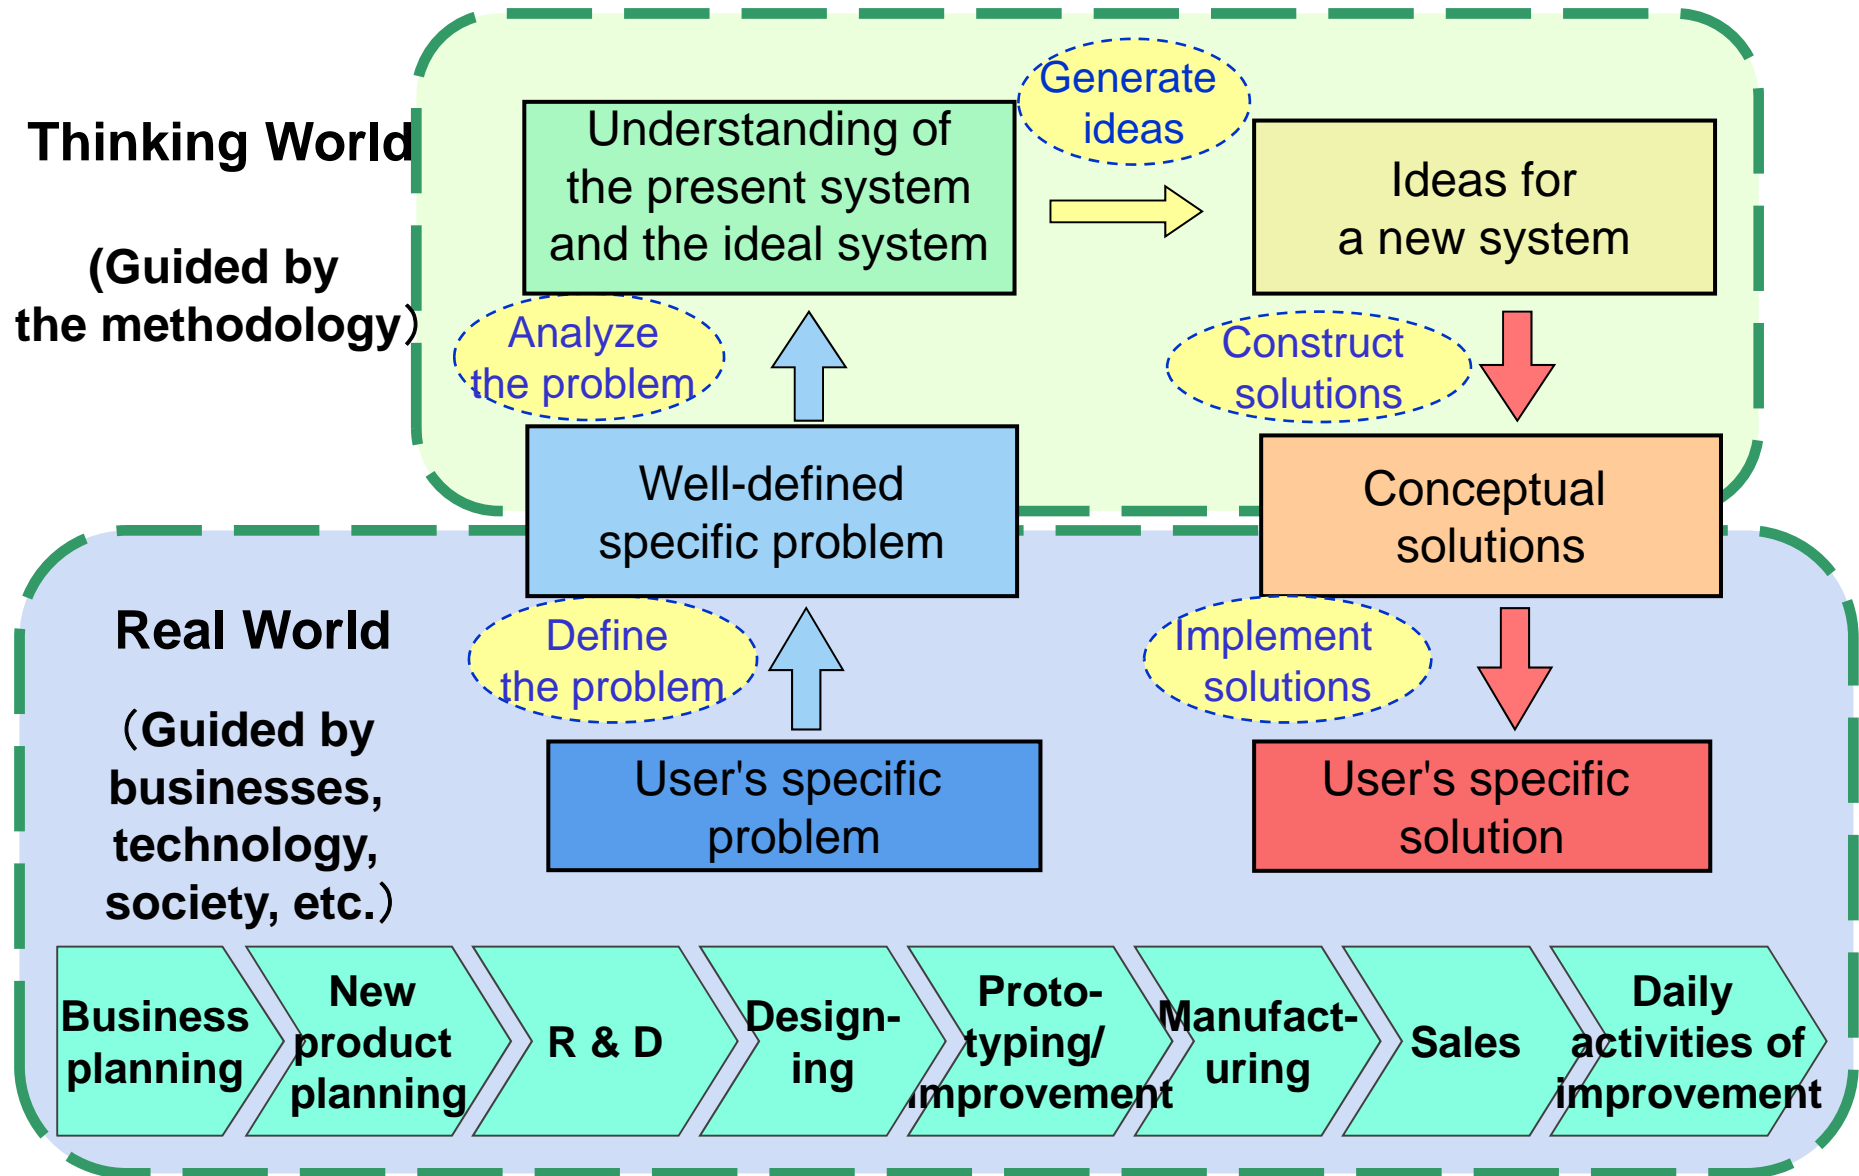 Thinking World
(Guided by
the methodology）
Generate
ideas
Understanding of
the present system
and the ideal system
Ideas for
a new system
Analyze
the problem
Construct
solutions
Well-defined
specific problem
Conceptual
solutions
Real World
（Guided by
businesses,
technology,
society, etc.）
Define
the problem
Implement
solutions
User's specific
problem
User's specific
solution
Business
planning
New
product
planning
R & D
Design-
ing
Proto-
typing/
improvement
Manufact-
uring
Sales
Daily
activities of
improvement